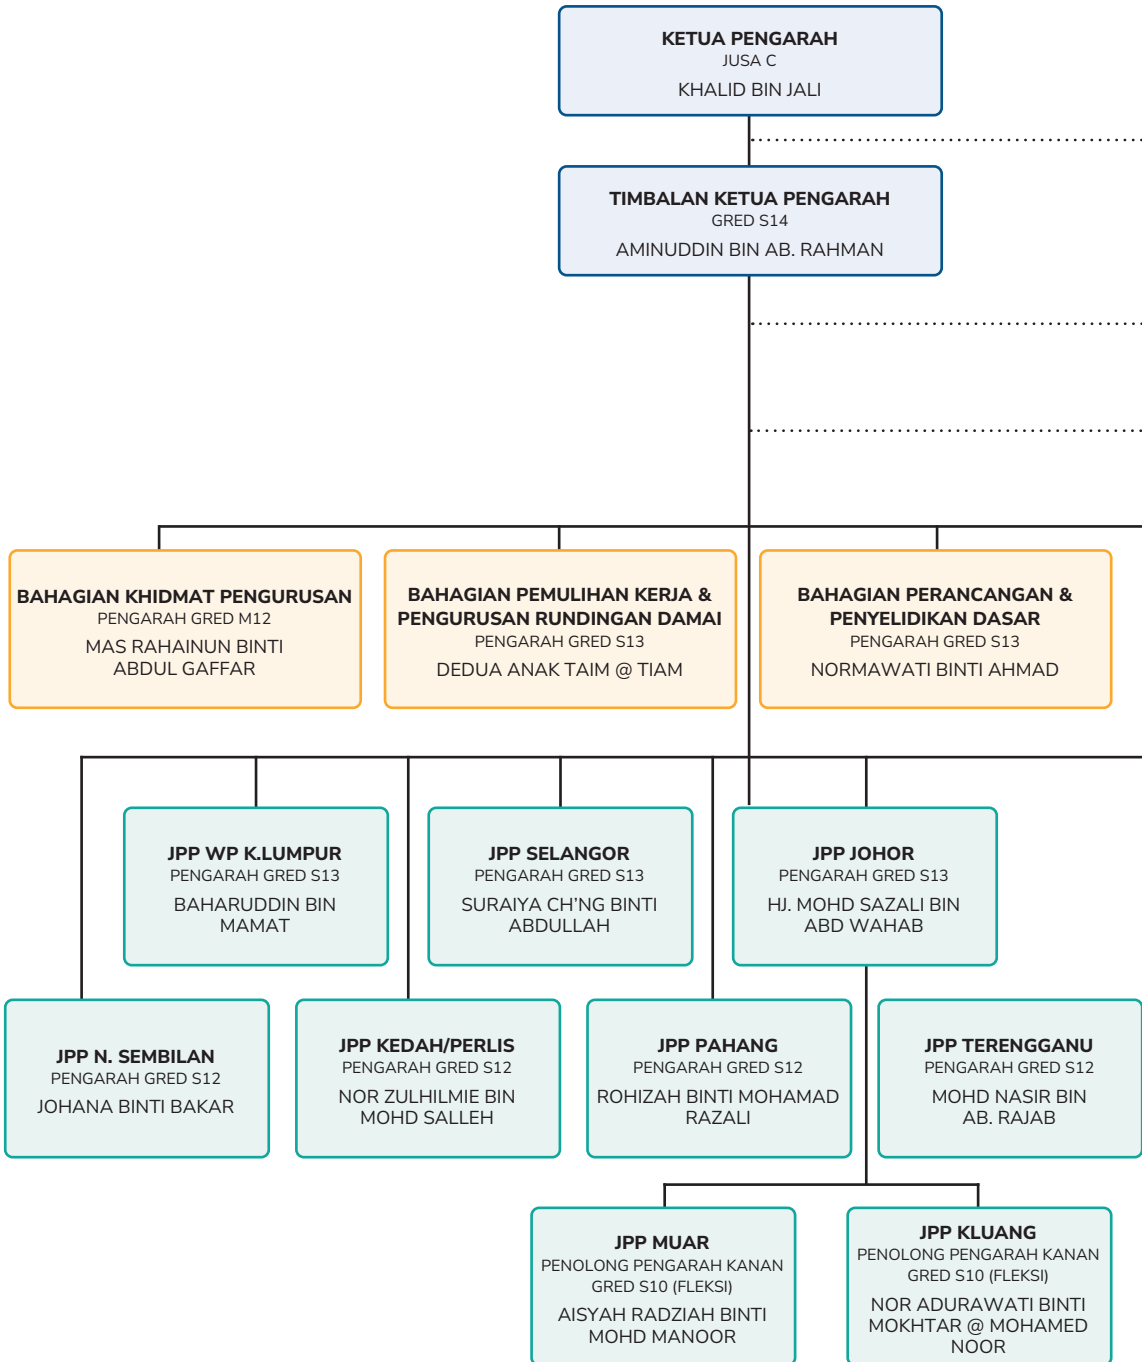 KETUA PENGARAH
JUSA C
KHALID BIN JALI
TIMBALAN KETUA PENGARAH
GRED S14
AMINUDDIN BIN AB. RAHMAN
BAHAGIAN KHIDMAT PENGURUSAN
PENGARAH GRED M12
MAS RAHAINUN BINTI
ABDUL GAFFAR
BAHAGIAN PEMULIHAN KERJA &
PENGURUSAN RUNDINGAN DAMAI
PENGARAH GRED S13
DEDUA ANAK TAIM @ TIAM
BAHAGIAN PERANCANGAN &
PENYELIDIKAN DASAR
PENGARAH GRED S13
NORMAWATI BINTI AHMAD
JPP WP K.LUMPUR
PENGARAH GRED S13
BAHARUDDIN BIN
MAMAT
JPP SELANGOR
PENGARAH GRED S13
SURAIYA CH’NG BINTI
ABDULLAH
JPP JOHOR
PENGARAH GRED S13
HJ. MOHD SAZALI BIN
ABD WAHAB
JPP N. SEMBILAN
PENGARAH GRED S12
JOHANA BINTI BAKAR
JPP KEDAH/PERLIS
PENGARAH GRED S12
NOR ZULHILMIE BIN
MOHD SALLEH
JPP PAHANG
PENGARAH GRED S12
ROHIZAH BINTI MOHAMAD
RAZALI
JPP TERENGGANU
PENGARAH GRED S12
MOHD NASIR BIN
AB. RAJAB
JPP MUAR
PENOLONG PENGARAH KANAN
GRED S10 (FLEKSI)
AISYAH RADZIAH BINTI
MOHD MANOOR
JPP KLUANG
PENOLONG PENGARAH KANAN
GRED S10 (FLEKSI)
NOR ADURAWATI BINTI
MOKHTAR @ MOHAMED
NOOR